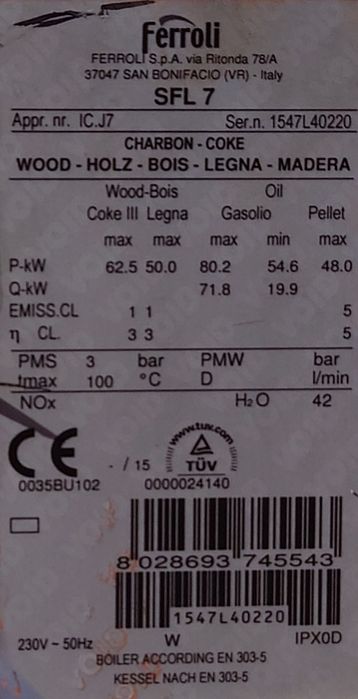 Ferroli
FERROLI S.p.A. via Ritonda 78/A
37047 SAN BONIFACIO (VR) - Italy
SFL 7
Appr. nr. IC.J7 Ser.n. 1547L40220
CHARBON - COKE
WOOD - HOLZ - BOIS - LEGNA - MADERA
Wood-Bois Oil
Coke III Legna Gasolio Pellet
max max max min max
P-kW 62.5 50.0 80.2 54.6 48.0
Q-kW 71.8 19.9
EMISS.CL 1 1 5
η CL. 3 3 5
PMS 3 bar PMW bar
tmax 100 °C D l/min
NOx H2O 42
CE - / 15 www.tuv.com
TÜV
0035BU102 0000024140
8 028693 745543
1547L40220
230V ~ 50Hz W IPX0D
BOILER ACCORDING EN 303-5
KESSEL NACH EN 303-5